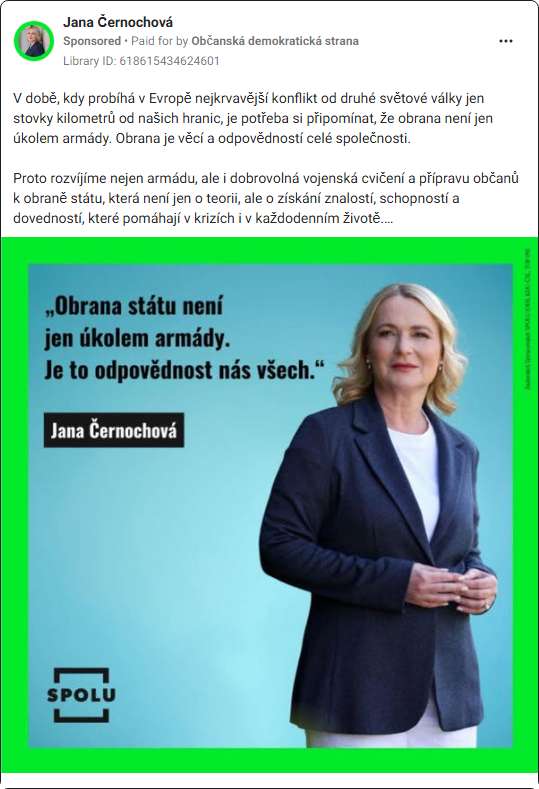 Jana Černochová
Sponsored • Paid for by Občanská demokratická strana
Library ID: 618615434624601
V době, kdy probíhá v Evropě nejkrvavější konflikt od druhé světové války jen
stovky kilometrů od našich hranic, je potřeba si připomínat, že obrana není jen
úkolem armády. Obrana je věcí a odpovědností celé společnosti.
Proto rozvíjíme nejen armádu, ale i dobrovolná vojenská cvičení a přípravu občanů
k obraně státu, která není jen o teorii, ale o získání znalostí, schopností a
dovedností, které pomáhají v krizích i v každodenním životě....
„Obrana státu není
jen úkolem armády.
Je to odpovědnost nás všech.“
Jana Černochová
SPOLU